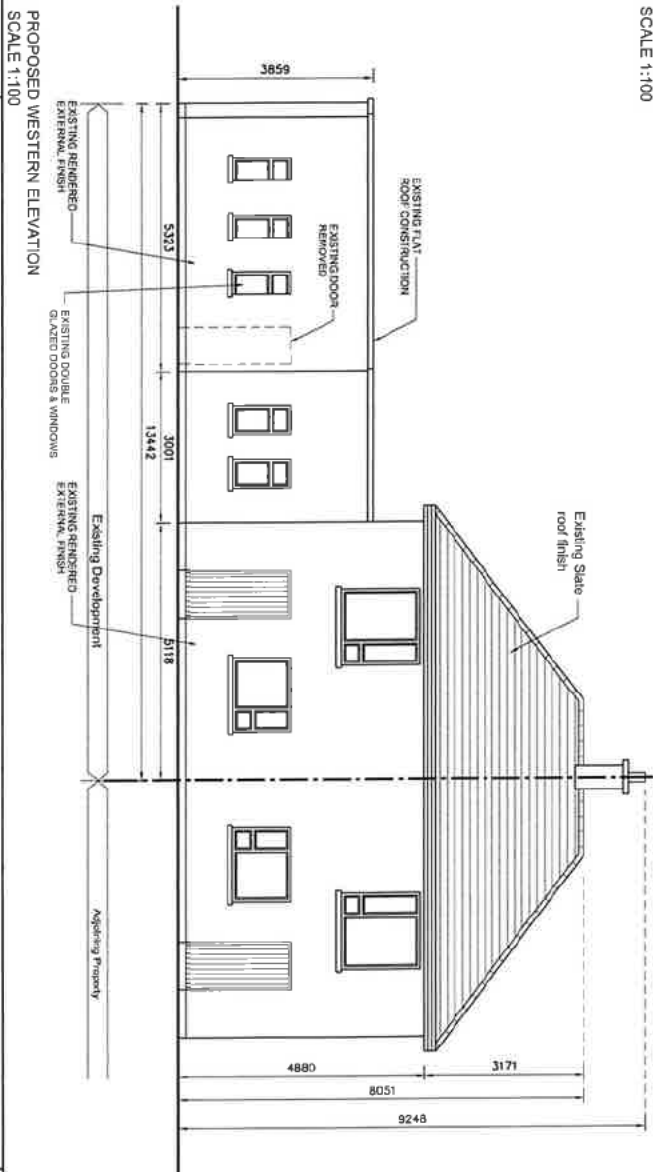 SCALE 1:100
3859
EXISTING FLAT
ROOF CONSTRUCTION
EXISTING DOOR
REMOVED
Existing Slate
roof finish
5323
3001
5118
13442
4880
3171
8051
9248
EXISTING RENDERED
EXTERNAL FINISH
EXISTING DOUBLE
GLAZED DOORS & WINDOWS
EXISTING RENDERED
EXTERNAL FINISH
Existing Development
Adjoining Property
PROPOSED WESTERN ELEVATION
SCALE 1:100